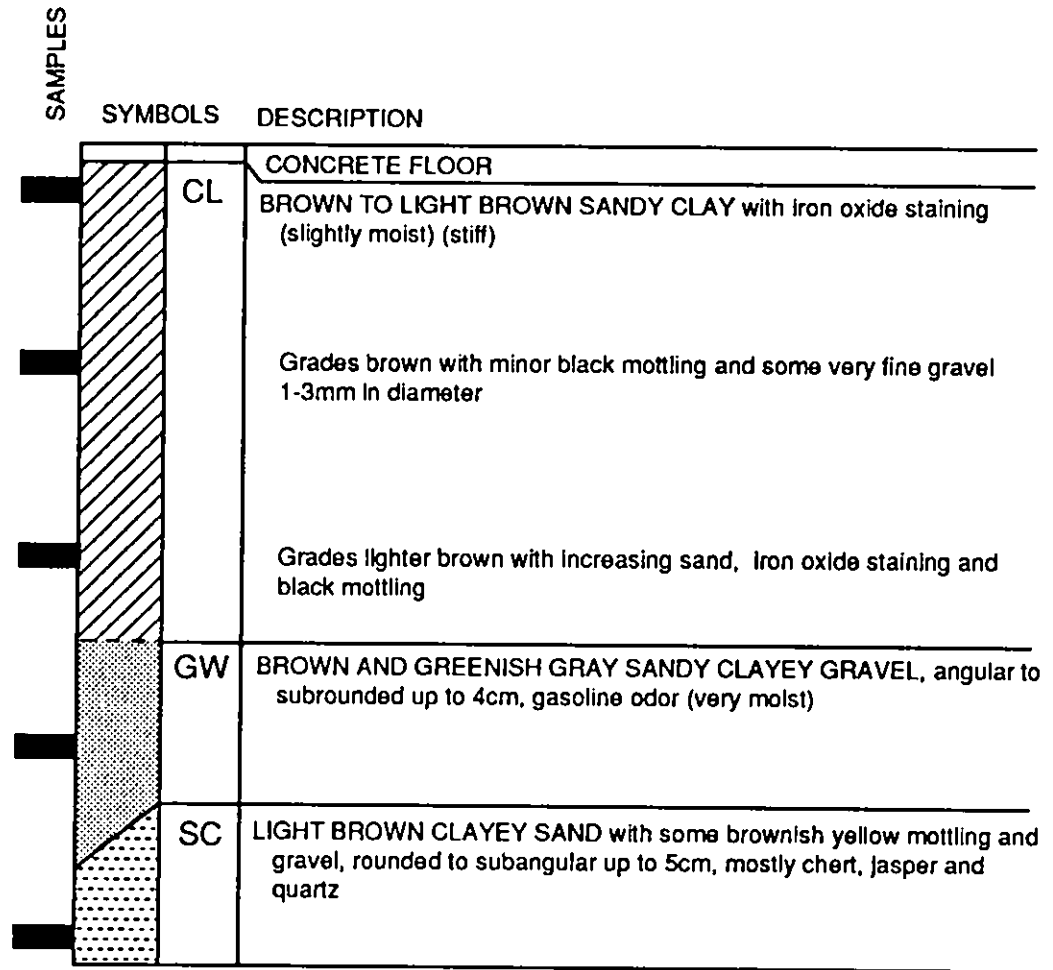 SAMPLES
SYMBOLS DESCRIPTION
CONCRETE FLOOR
CL
BROWN TO LIGHT BROWN SANDY CLAY with iron oxide staining
(slightly moist) (stiff)
Grades brown with minor black mottling and some very fine gravel
1-3mm in diameter
Grades lighter brown with increasing sand, iron oxide staining and
black mottling
GW
BROWN AND GREENISH GRAY SANDY CLAYEY GRAVEL, angular to
subrounded up to 4cm, gasoline odor (very moist)
SC
LIGHT BROWN CLAYEY SAND with some brownish yellow mottling and
gravel, rounded to subangular up to 5cm, mostly chert, jasper and
quartz